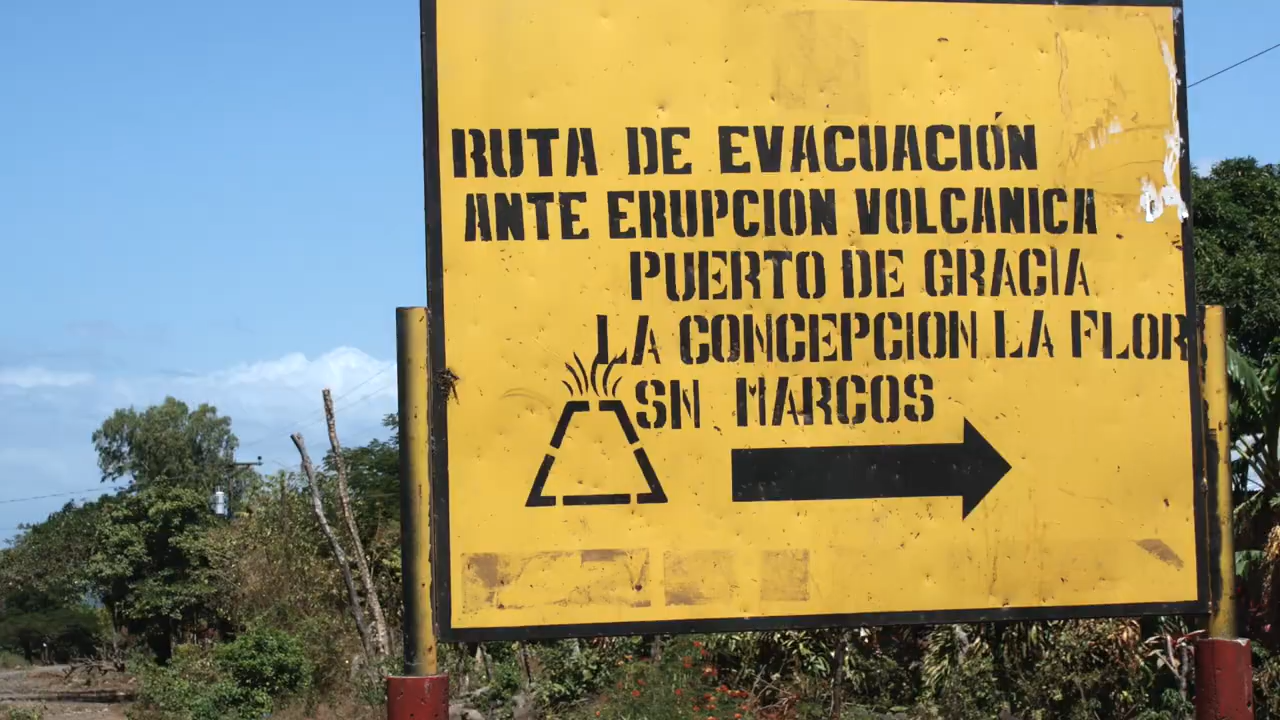 RUTA DE EVACUACIÓN
ANTE ERUPCION VOLCANICA
PUERTO DE GRACIA
LA CONCEPCION LA FLOR
SN MARCOS